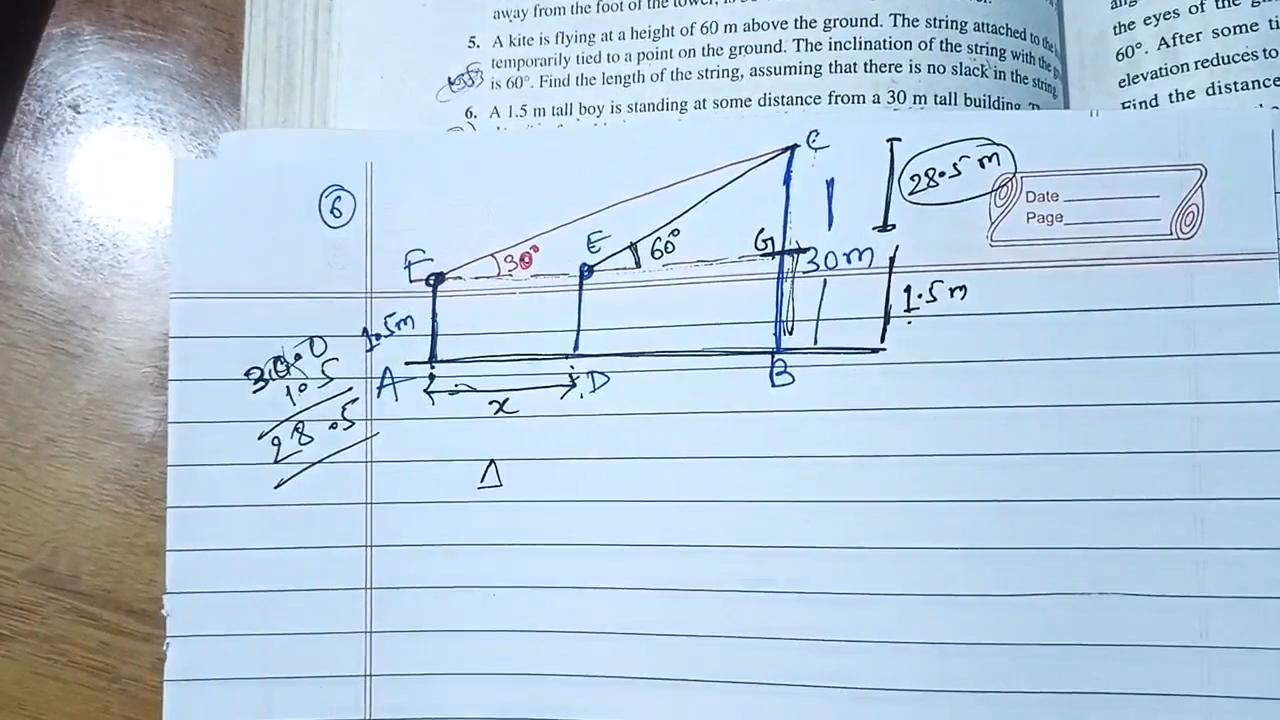 away from the foot of the tower,
5. A kite is flying at a height of 60 m above the ground. The string attached to the
temporarily tied to a point on the ground. The inclination of the string with the
is 60°. Find the length of the string, assuming that there is no slack in the string
6. A 1.5 m tall boy is standing at some distance from a 30 m tall building.
the eyes of the
60°. After some ti
elevation reduces to
Find the distance
Date
Page
6
C
28.5 m
F
30°
E
60°
G
30m
1.5m
1.5 m
A
D
B
x
30.0
1.5
28.5
Δ